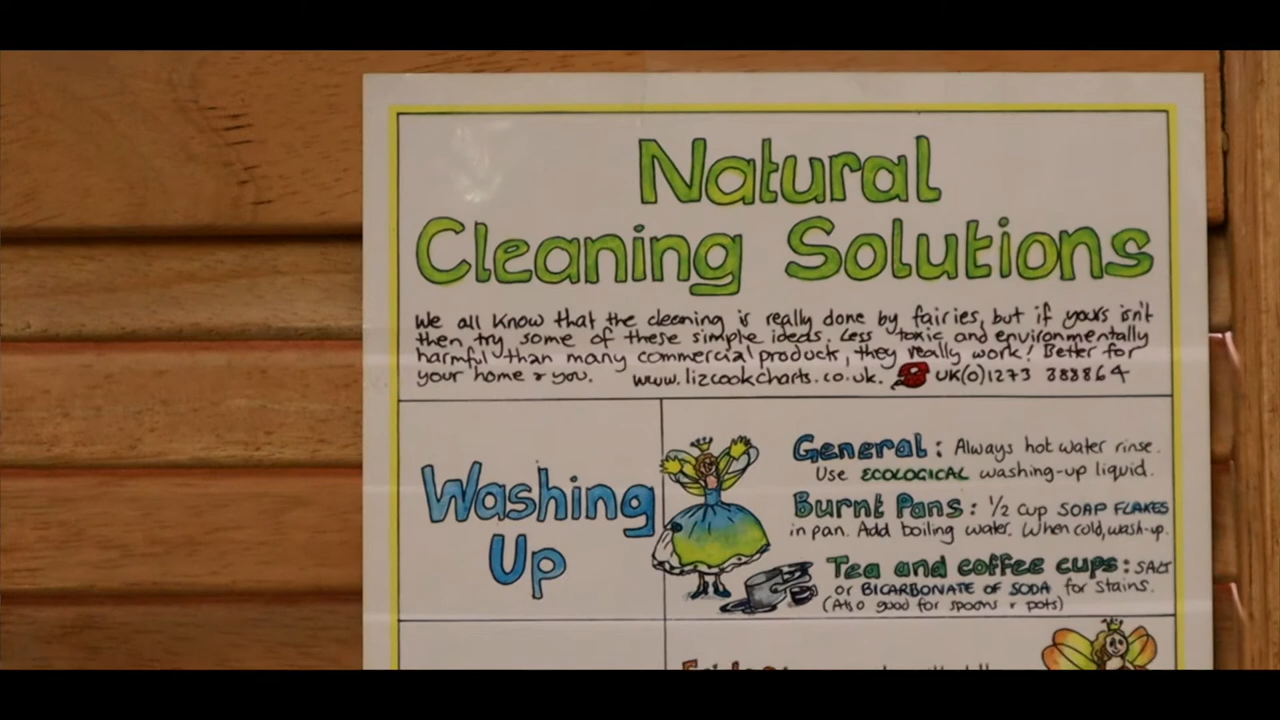 Natural
Cleaning Solutions
We all know that the cleaning is really done by fairies, but if yours isn't
then try some of these simple ideas. Less toxic and environmentally
harmful than many commercial products, they really work! Better for
your home & you. www.lizcookcharts.co.uk. UK(0)1273 388864
Washing
Up
General: Always hot water rinse.
Use ECOLOGICAL washing-up liquid.
Burnt Pans: ½ cup SOAP FLAKES
in pan. Add boiling water. When cold, wash-up.
Tea and coffee cups: SALT
or BICARBONATE OF SODA for stains.
(Also good for spoons & pots)